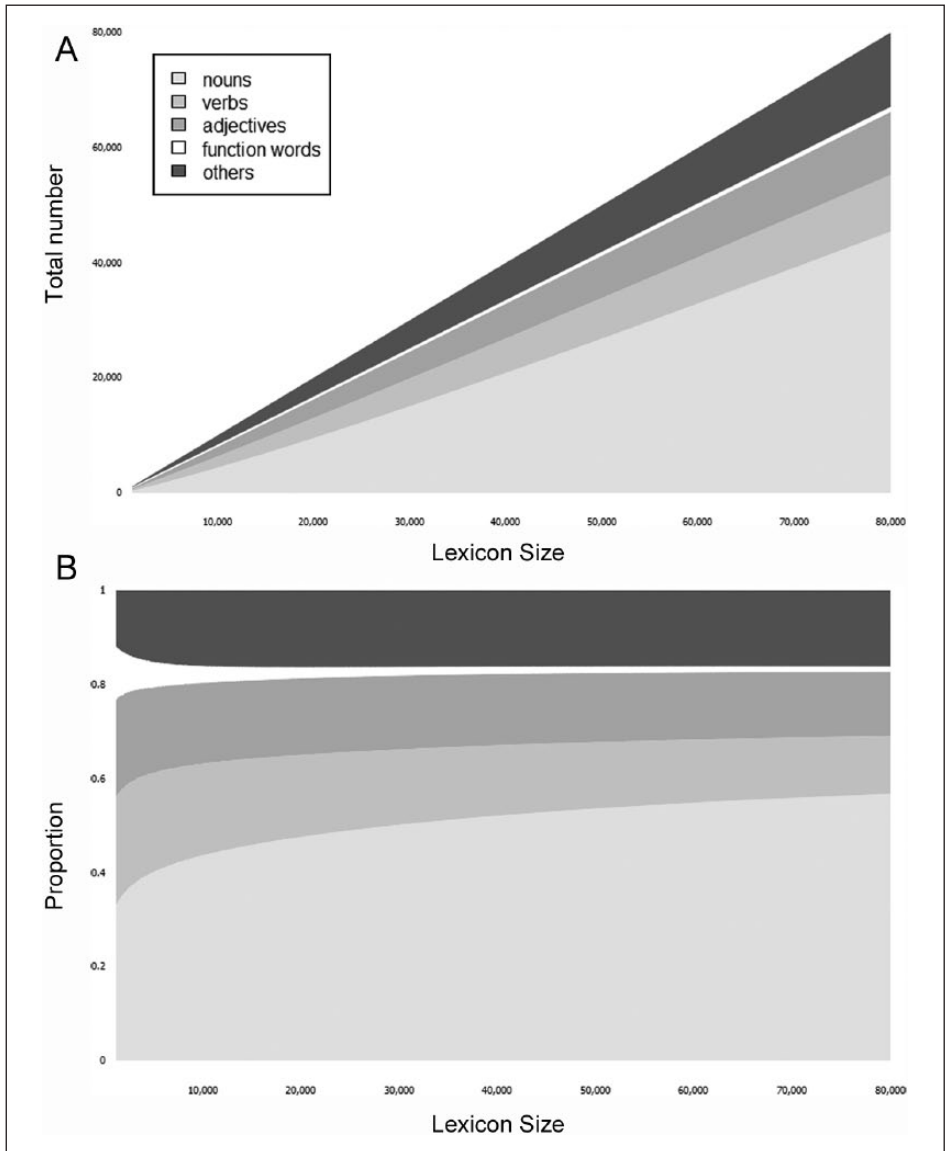 A
80,000
60,000
40,000
20,000
0
Total number
nouns
verbs
adjectives
function words
others
10,000 20,000 30,000 40,000 50,000 60,000 70,000 80,000
Lexicon Size
B
1
0.8
0.6
0.4
0.2
0
Proportion
10,000 20,000 30,000 40,000 50,000 60,000 70,000 80,000
Lexicon Size